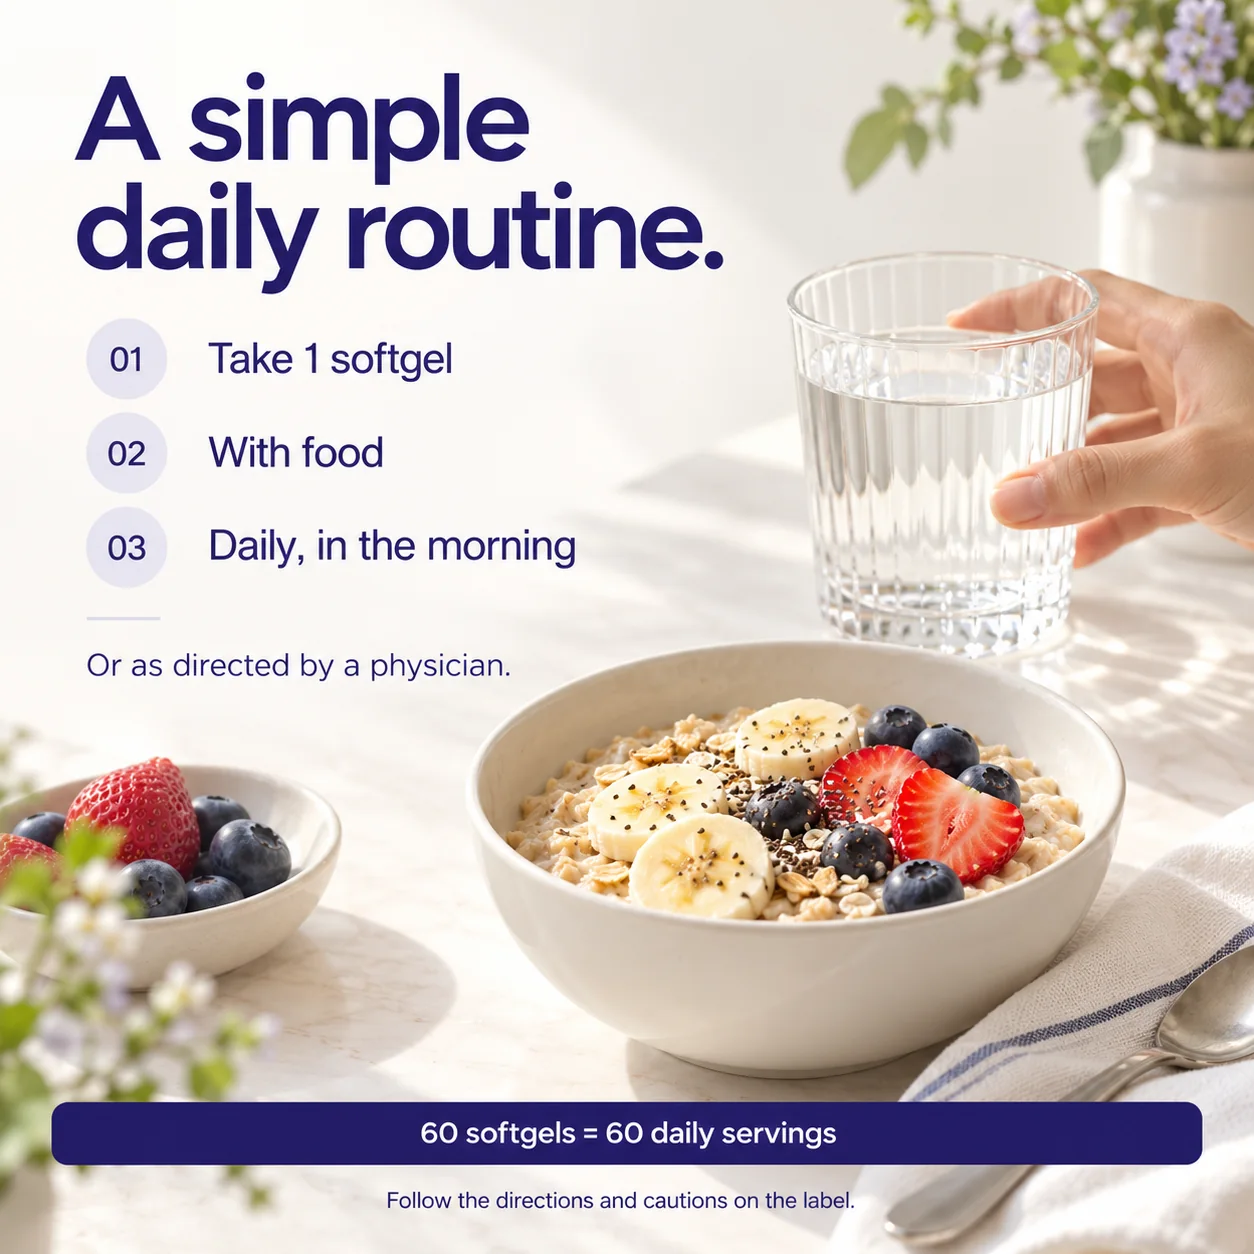 A simple
daily routine.
01 Take 1 softgel
02 With food
03 Daily, in the morning
Or as directed by a physician.
60 softgels = 60 daily servings
Follow the directions and cautions on the label.